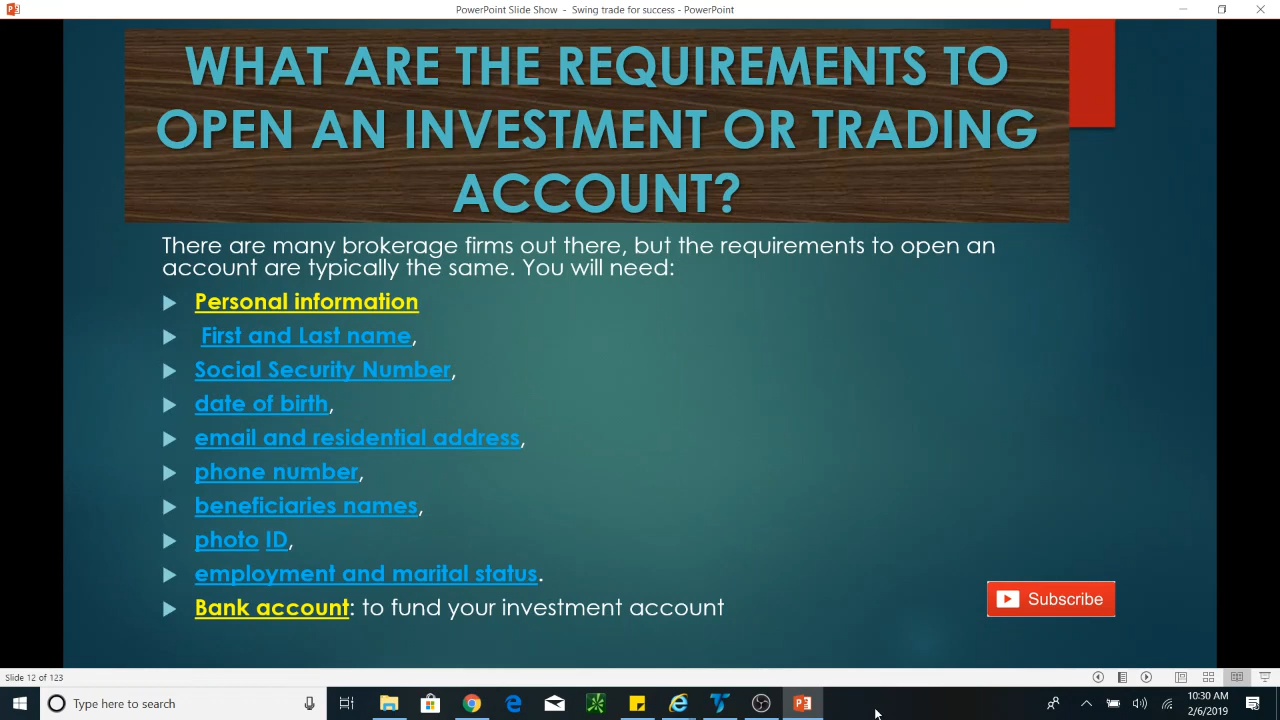 PowerPoint Slide Show - Swing trade for success - PowerPoint
WHAT ARE THE REQUIREMENTS TO
OPEN AN INVESTMENT OR TRADING
ACCOUNT?
There are many brokerage firms out there, but the requirements to open an
account are typically the same. You will need:
Personal information
First and Last name,
Social Security Number,
date of birth,
email and residential address,
phone number,
beneficiaries names,
photo ID,
employment and marital status.
Bank account: to fund your investment account
Subscribe
Slide 12 of 123
Type here to search
10:30 AM
2/6/2019